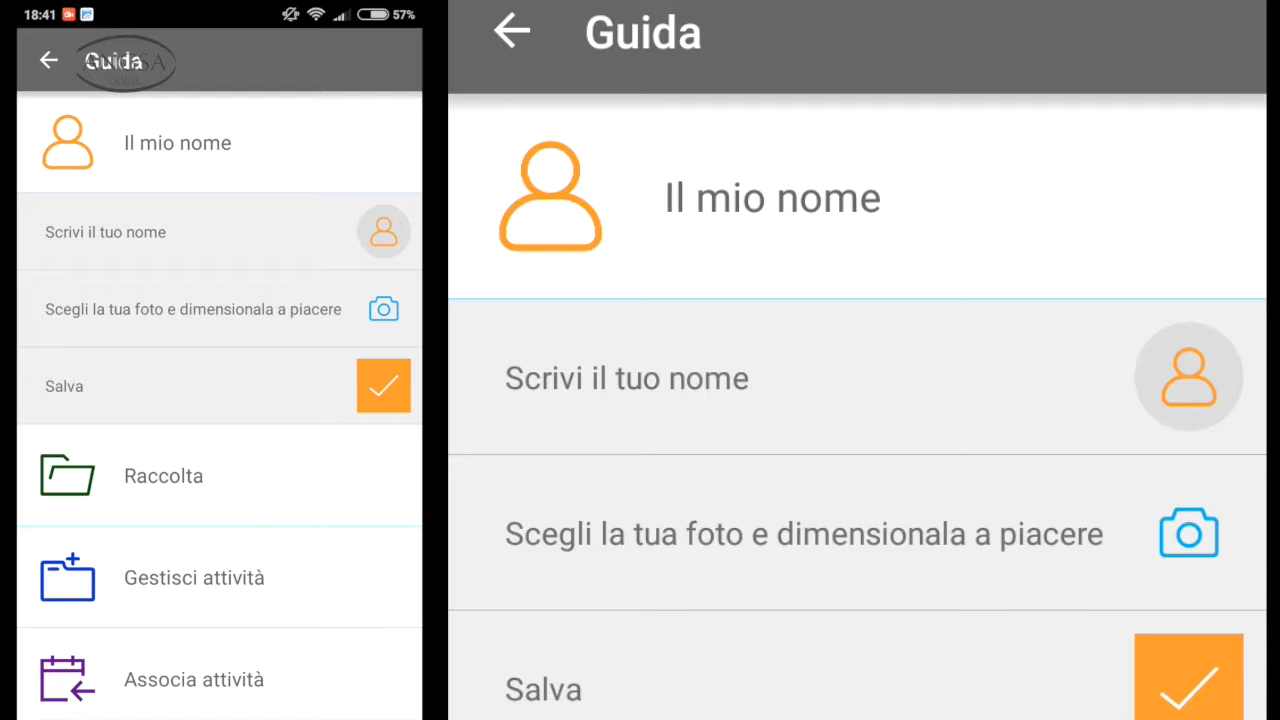 18:41
57%
Guida
Il mio nome
Scrivi il tuo nome
Scegli la tua foto e dimensionala a piacere
Salva
Raccolta
Gestisci attività
Associa attività
Guida
Il mio nome
Scrivi il tuo nome
Scegli la tua foto e dimensionala a piacere
Salva